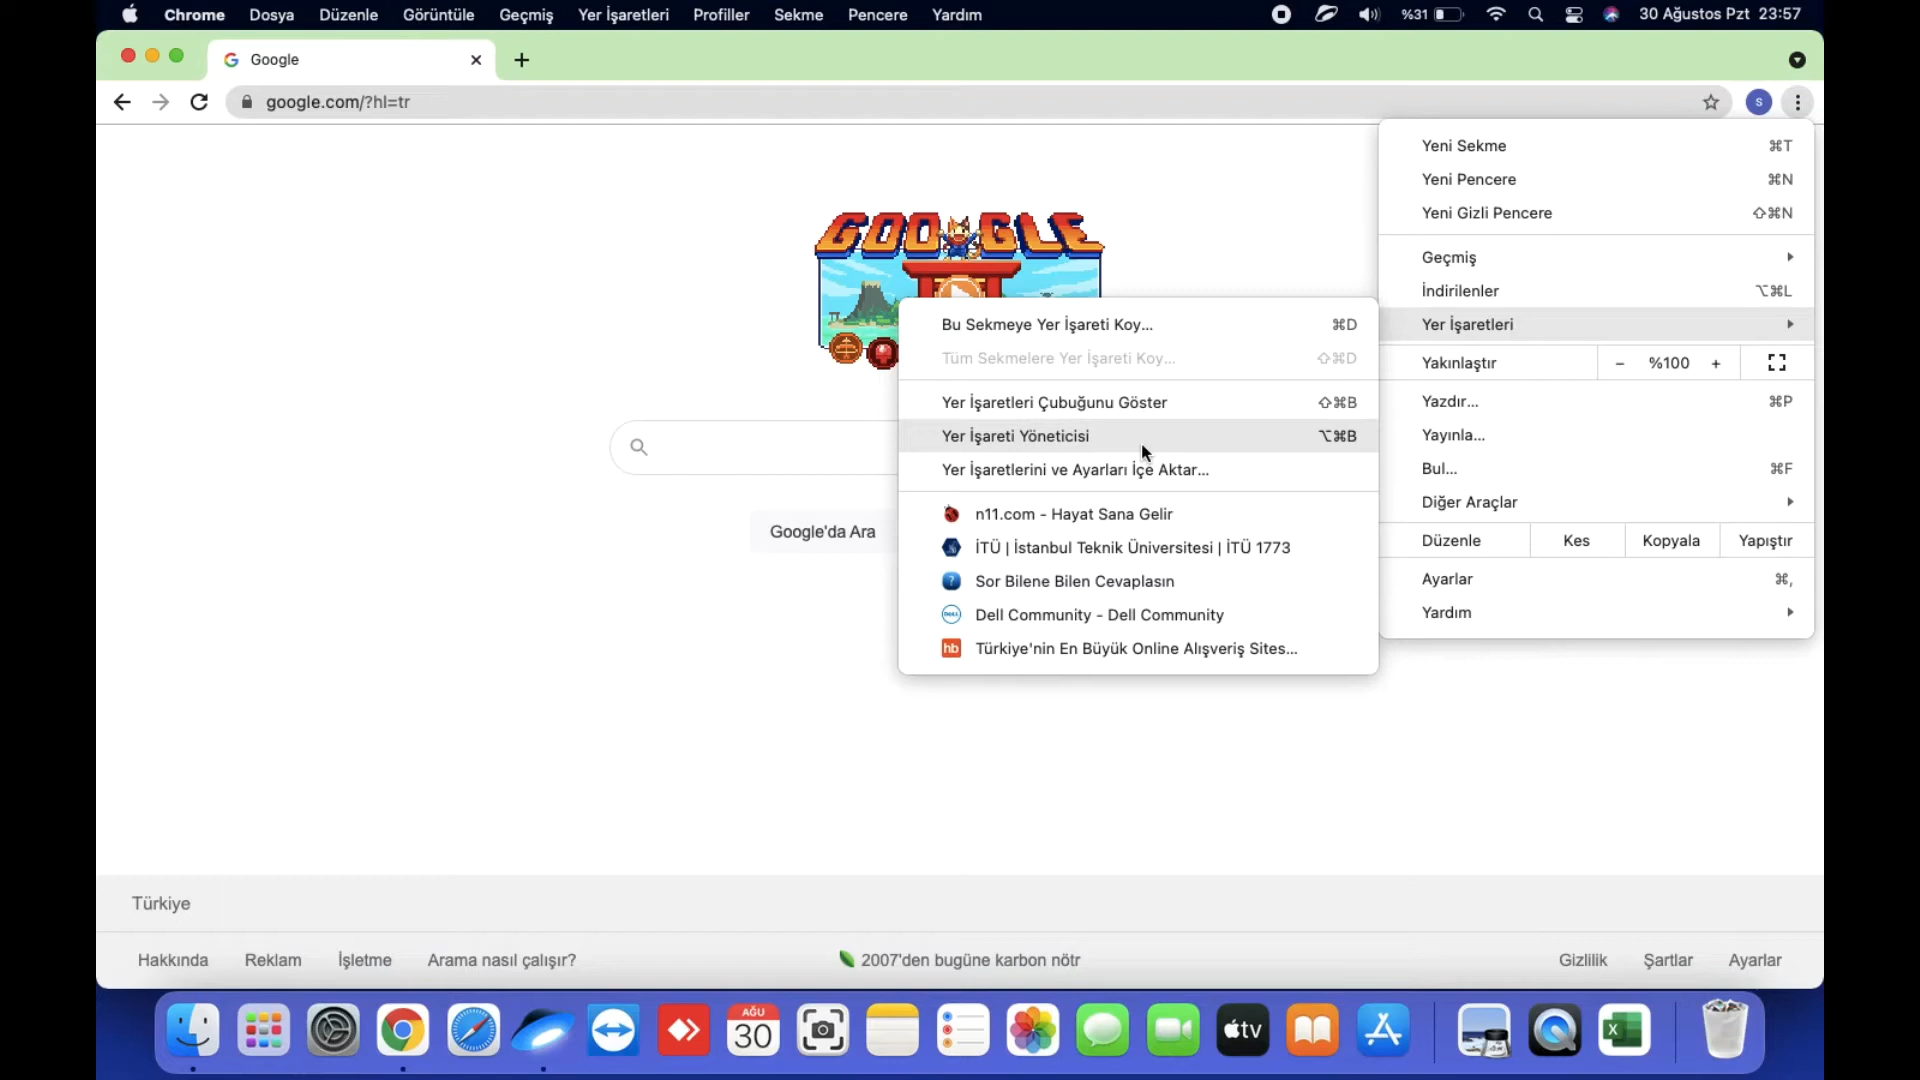 Chrome Dosya Düzenle Görüntüle Geçmiş Yer İşaretleri Profiller Sekme Pencere Yardım %31 30 Ağustos Pzt 23:57
Google
google.com/?hl=tr
S
Yeni Sekme ⌘T
Yeni Pencere ⌘N
Yeni Gizli Pencere ⇧⌘N
Geçmiş
İndirilenler ⌥⌘L
Yer İşaretleri
Yakınlaştır - %100 +
Yazdır... ⌘P
Yayınla...
Bul... ⌘F
Diğer Araçlar
Düzenle Kes Kopyala Yapıştır
Ayarlar ⌘,
Yardım
GOOGLE
Bu Sekmeye Yer İşareti Koy... ⌘D
Tüm Sekmelere Yer İşareti Koy... ⇧⌘D
Yer İşaretleri Çubuğunu Göster ⇧⌘B
Yer İşareti Yöneticisi ⌥⌘B
Yer İşaretlerini ve Ayarları İçe Aktar...
n11.com - Hayat Sana Gelir
İTÜ | İstanbul Teknik Üniversitesi | İTÜ 1773
? Sor Bilene Bilen Cevaplasın
DELL Dell Community - Dell Community
hb Türkiye'nin En Büyük Online Alışveriş Sites...
Google'da Ara
Türkiye
Hakkında Reklam İşletme Arama nasıl çalışır? 2007'den bugüne karbon nötr Gizlilik Şartlar Ayarlar
AĞU
30
tv
X